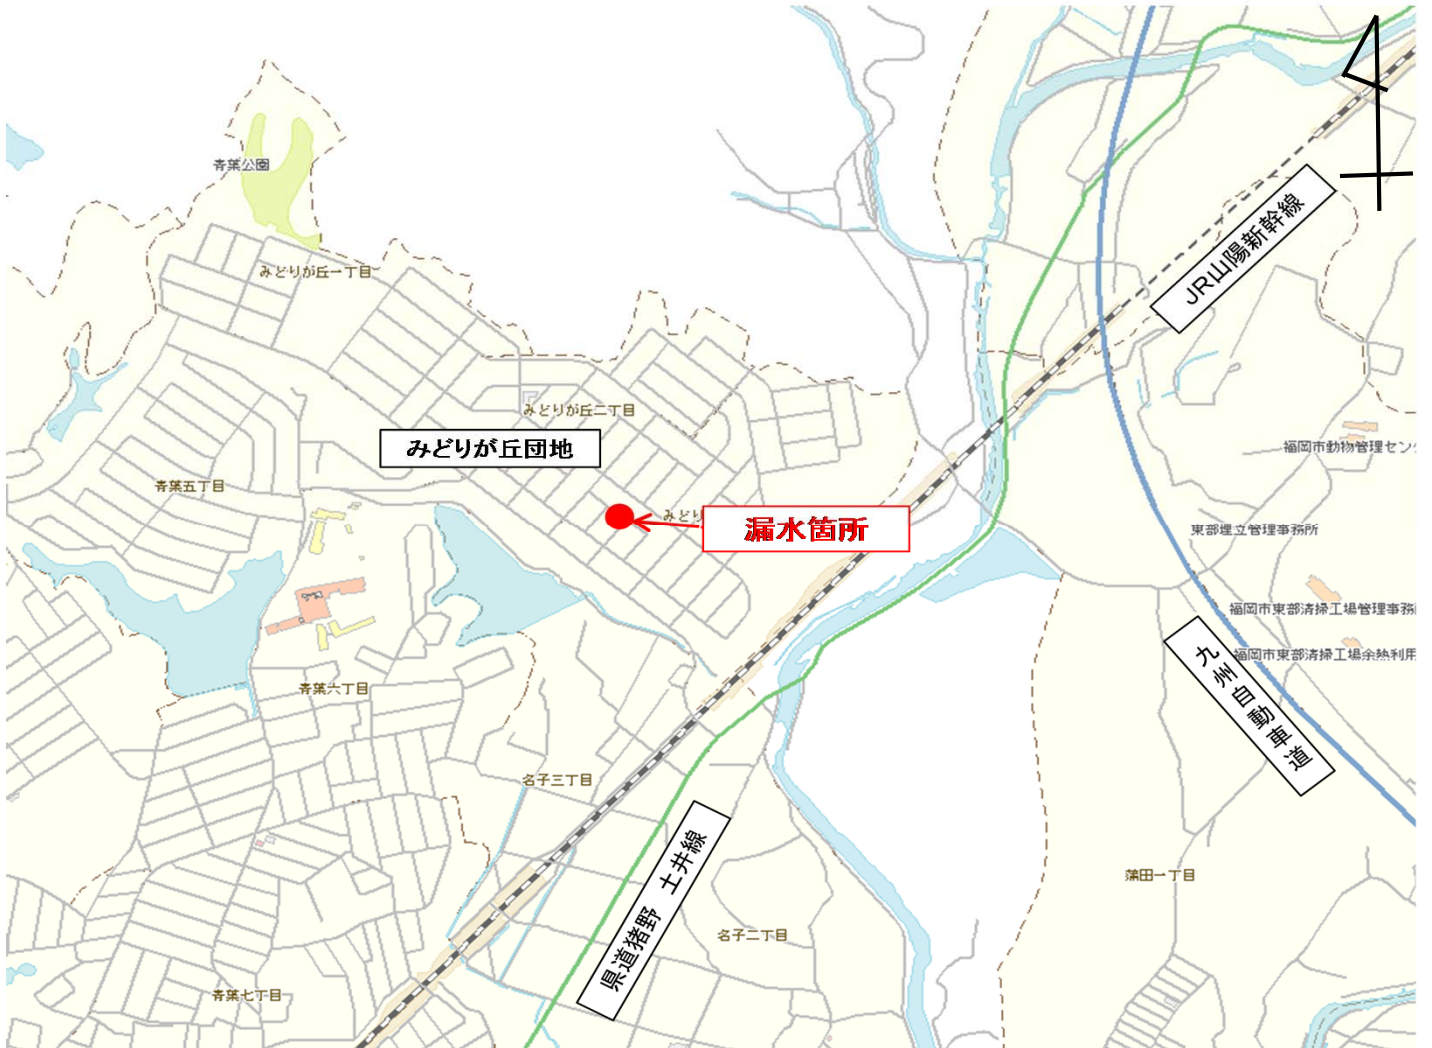 青葉公園
みどりが丘一丁目
JR山陽新幹線
みどりが丘二丁目
みどりが丘団地
福岡市動物管理セン
青葉五丁目
みどり
漏水箇所
東部埋立管理事務所
福岡市東部清掃工場管理事務所
福岡市東部清掃工場余熱利用
九州自動車道
青葉六丁目
名子三丁目
県道猪野 土井線
蒲田一丁目
名子二丁目
青葉七丁目